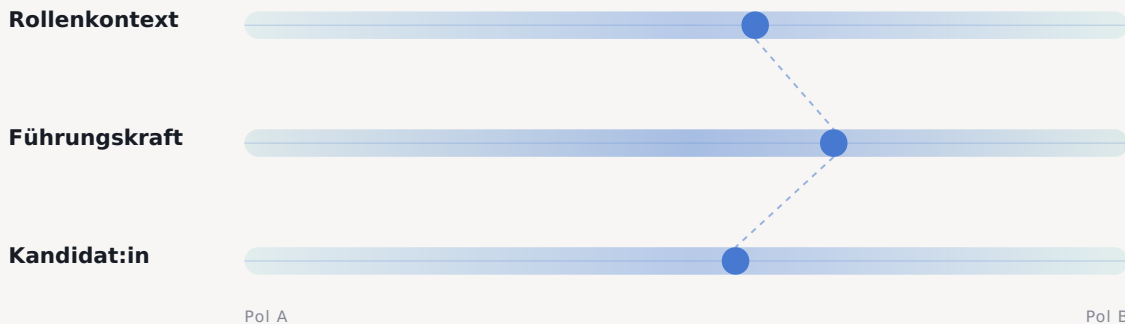 Rollenkontext
Führungskraft
Kandidat:in
Pol A
Pol B